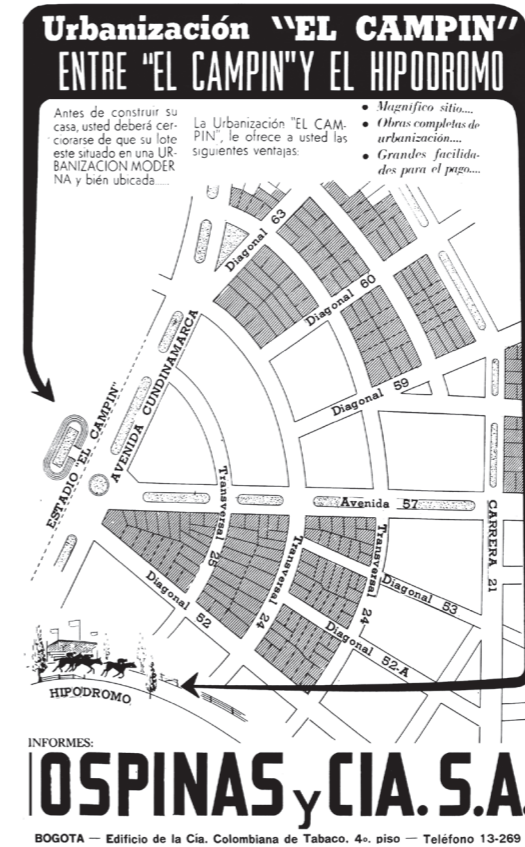 Urbanización "EL CAMPIN"
ENTRE "EL CAMPIN" Y EL HIPODROMO
Antes de construir su
casa, usted deberá cer-
ciorarse de que su lote
este situado en una UR-
BANIZACION MODER
NA y bién ubicada.....
La Urbanización "EL CAM-
PIN", le ofrece a usted las
siguientes ventajas:
• Magnífico sitio....
• Obras completas de
urbanización....
• Grandes facilida-
des para el pago....
Diagonal 63
Diagonal 60
Diagonal 59
AVENIDA CUNDINAMARCA
ESTADIO "EL CAMPIN"
Transversal 25
Avenida 57
CARRERA 21
Transversal 24
Transversal 24
Diagonal 53
Diagonal 52
Diagonal 52-A
HIPODROMO
INFORMES:
OSPINAS y CIA. S.A.
BOGOTA — Edificio de la Cía. Colombiana de Tabaco. 4o. piso — Teléfono 13-269